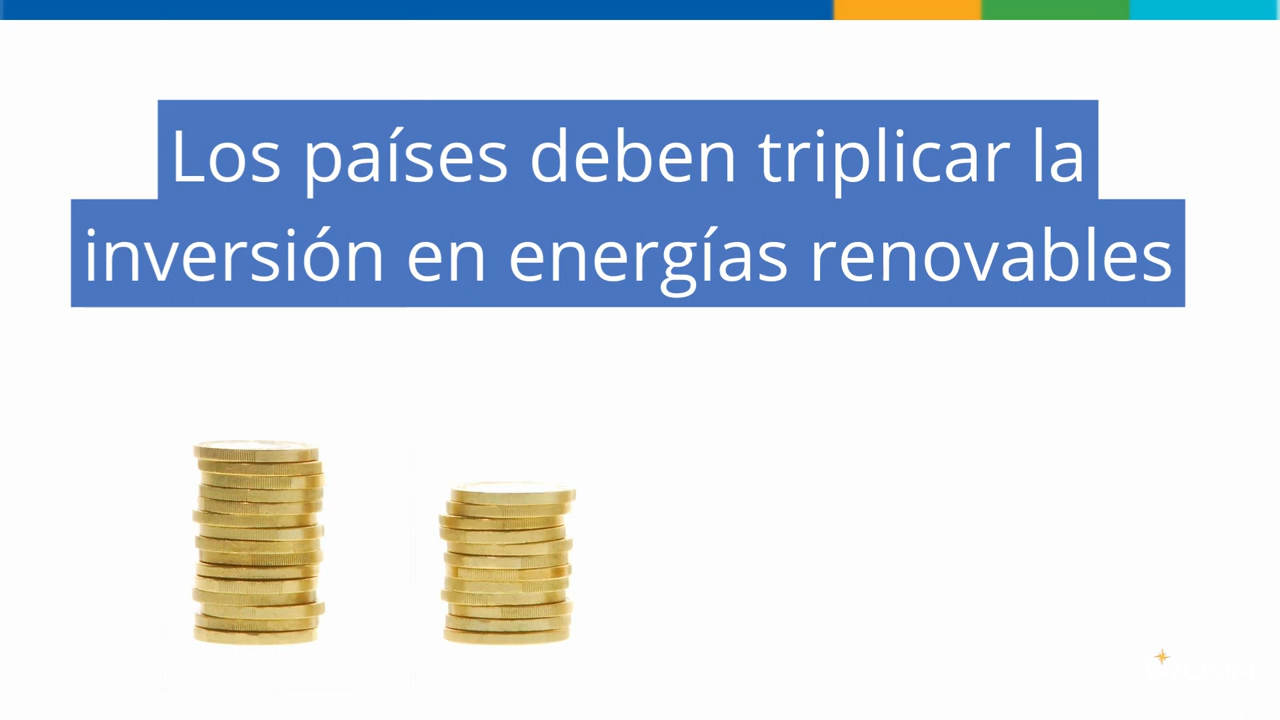 Los países deben triplicar la
inversión en energías renovables